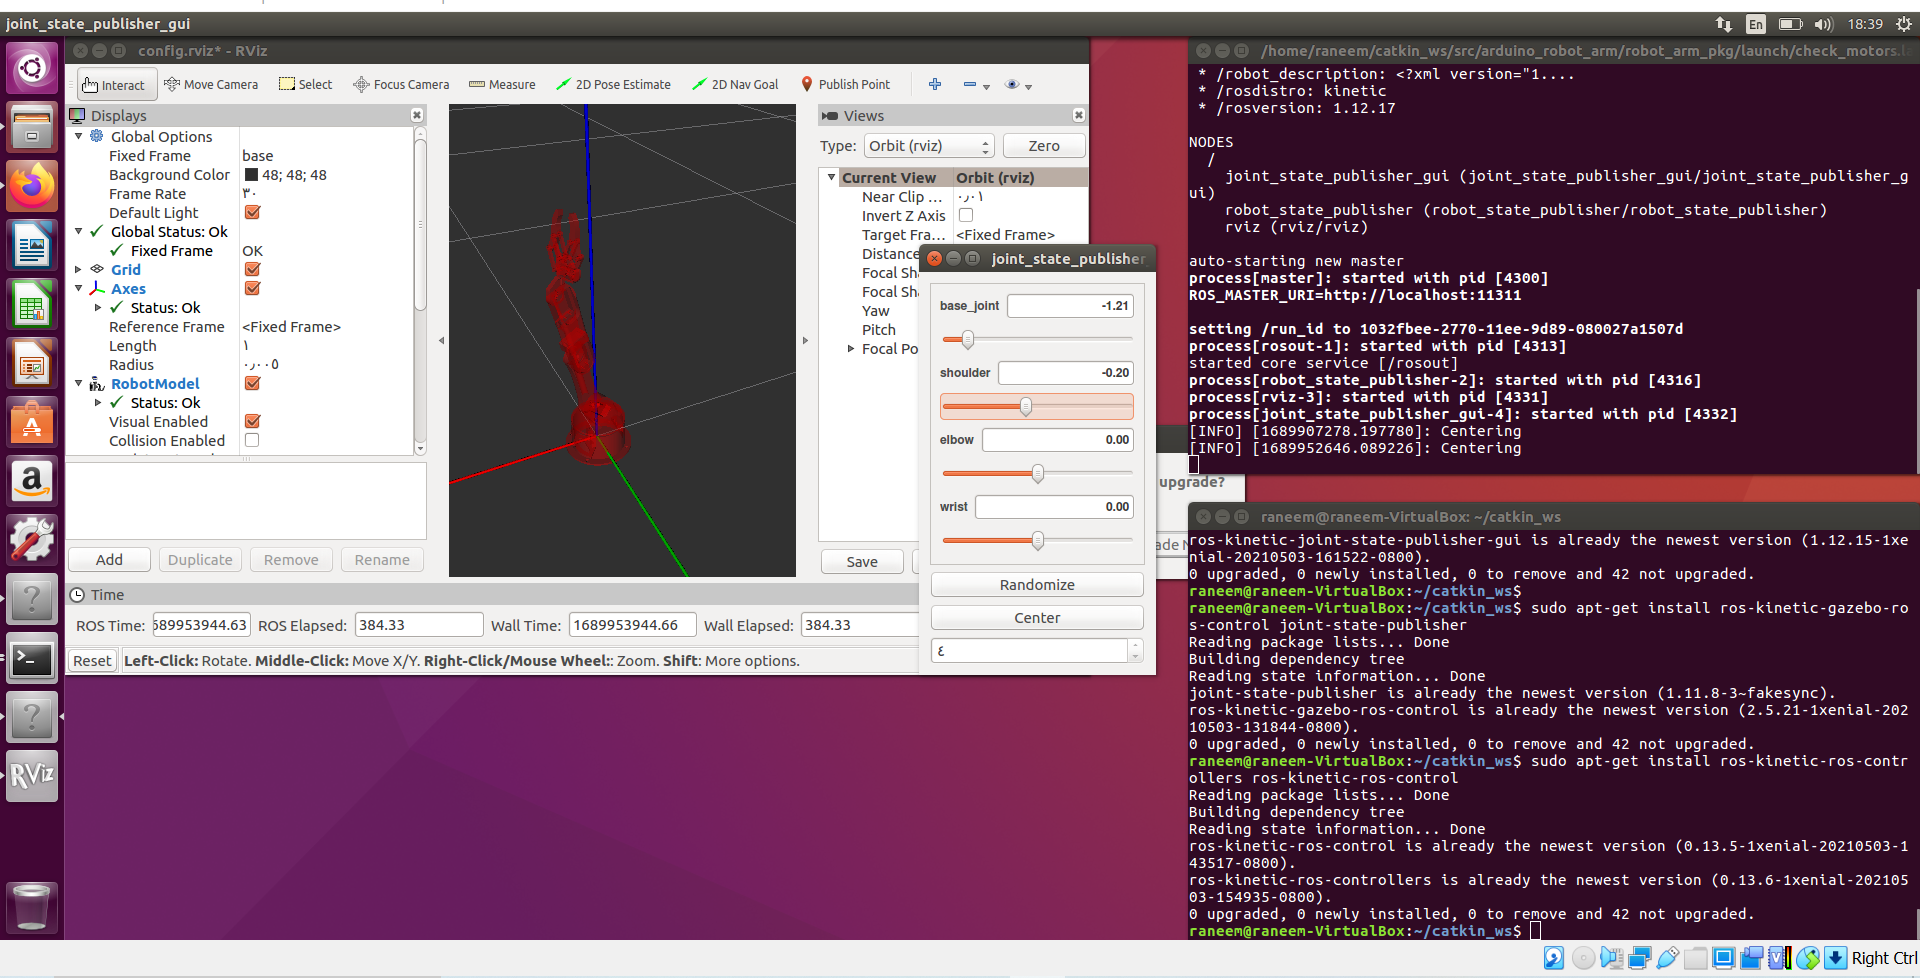 joint_state_publisher_gui
En
18:39
config.rviz* - RViz
Interact
Move Camera
Select
Focus Camera
Measure
2D Pose Estimate
2D Nav Goal
Publish Point
Displays
Global Options
Fixed Frame base
Background Color 48; 48; 48
Frame Rate ٣٠
Default Light
Global Status: Ok
Fixed Frame OK
Grid
Axes
Status: Ok
Reference Frame <Fixed Frame>
Length ١
Radius ٠٫٠٠٥
RobotModel
Status: Ok
Visual Enabled
Collision Enabled
Add
Duplicate
Remove
Rename
Views
Type: Orbit (rviz) Zero
Current View Orbit (rviz)
Near Clip ... ٠٫٠١
Invert Z Axis
Target Fra... <Fixed Frame>
Distance
Focal Sha
Focal Sha
Yaw
Pitch
Focal Po
Save
joint_state_publisher
base_joint -1.21
shoulder -0.20
elbow 0.00
wrist 0.00
Randomize
Center
٤
Time
ROS Time: 689953944.63 ROS Elapsed: 384.33 Wall Time: 1689953944.66 Wall Elapsed: 384.33
Reset Left-Click: Rotate. Middle-Click: Move X/Y. Right-Click/Mouse Wheel:: Zoom. Shift: More options.
upgrade?
ade N
/home/raneem/catkin_ws/src/arduino_robot_arm/robot_arm_pkg/launch/check_motors.la
* /robot_description: <?xml version="1....
* /rosdistro: kinetic
* /rosversion: 1.12.17
NODES
/
joint_state_publisher_gui (joint_state_publisher_gui/joint_state_publisher_g
ui)
robot_state_publisher (robot_state_publisher/robot_state_publisher)
rviz (rviz/rviz)
auto-starting new master
process[master]: started with pid [4300]
ROS_MASTER_URI=http://localhost:11311
setting /run_id to 1032fbee-2770-11ee-9d89-080027a1507d
process[rosout-1]: started with pid [4313]
started core service [/rosout]
process[robot_state_publisher-2]: started with pid [4316]
process[rviz-3]: started with pid [4331]
process[joint_state_publisher_gui-4]: started with pid [4332]
[INFO] [1689907278.197780]: Centering
[INFO] [1689952646.089226]: Centering
raneem@raneem-VirtualBox: ~/catkin_ws
ros-kinetic-joint-state-publisher-gui is already the newest version (1.12.15-1xe
nial-20210503-161522-0800).
0 upgraded, 0 newly installed, 0 to remove and 42 not upgraded.
raneem@raneem-VirtualBox:~/catkin_ws$
raneem@raneem-VirtualBox:~/catkin_ws$ sudo apt-get install ros-kinetic-gazebo-ro
s-control joint-state-publisher
Reading package lists... Done
Building dependency tree
Reading state information... Done
joint-state-publisher is already the newest version (1.11.8-3~fakesync).
ros-kinetic-gazebo-ros-control is already the newest version (2.5.21-1xenial-202
10503-131844-0800).
0 upgraded, 0 newly installed, 0 to remove and 42 not upgraded.
raneem@raneem-VirtualBox:~/catkin_ws$ sudo apt-get install ros-kinetic-ros-contr
ollers ros-kinetic-ros-control
Reading package lists... Done
Building dependency tree
Reading state information... Done
ros-kinetic-ros-control is already the newest version (0.13.5-1xenial-20210503-1
43517-0800).
ros-kinetic-ros-controllers is already the newest version (0.13.6-1xenial-202105
03-154935-0800).
0 upgraded, 0 newly installed, 0 to remove and 42 not upgraded.
raneem@raneem-VirtualBox:~/catkin_ws$
RViz
Right Ctrl